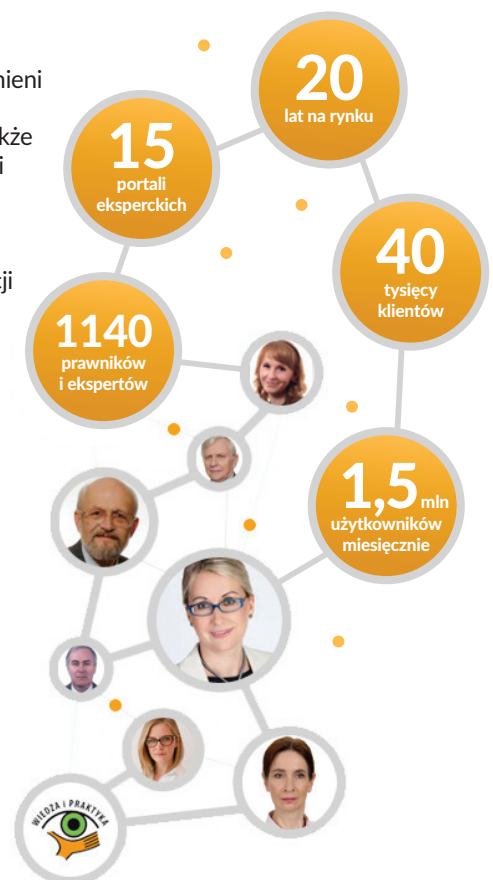 20
lat na rynku
15
portali
eksperckich
40
tysięcy
klientów
1140
prawników
i ekspertów
1,5 mln
użytkowników
miesięcznie
WIEDZA i PRAKTYKA